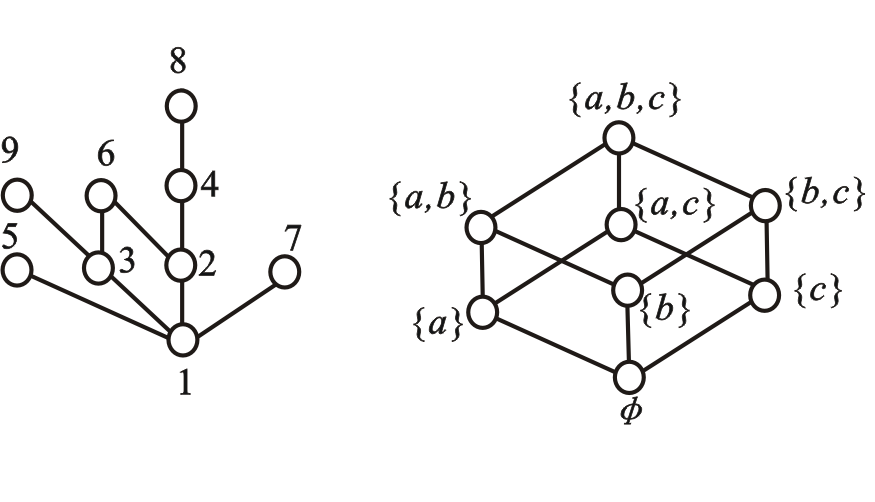 8
9
6
4
5
3
2
7
1
{a,b,c}
{a,b}
{a,c}
{b,c}
{a}
{b}
{c}
Φ